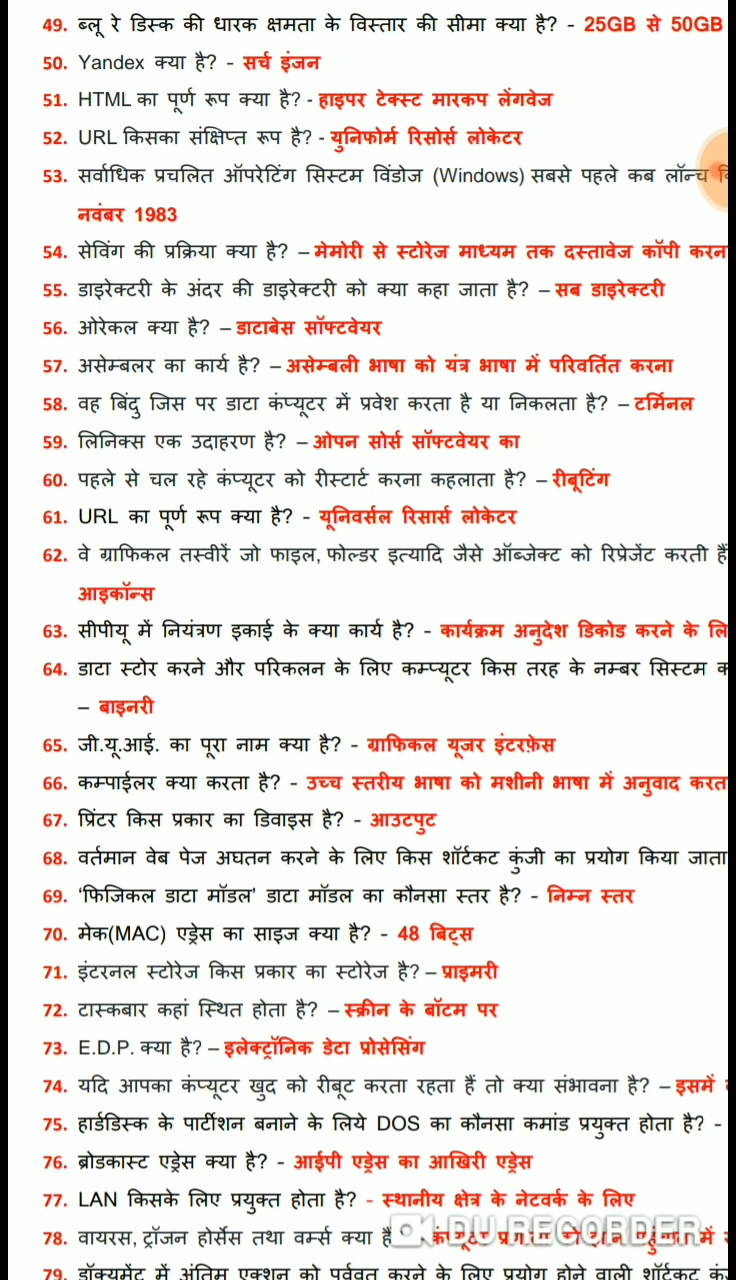 49. ब्लू रे डिस्क की धारक क्षमता के विस्तार की सीमा क्या है? - 25GB से 50GB
50. Yandex क्या है? - सर्च इंजन
51. HTML का पूर्ण रूप क्या है? - हाइपर टेक्स्ट मारकप लेंगवेज
52. URL किसका संक्षिप्त रूप है? - युनिफोर्म रिसोर्स लोकेटर
53. सर्वाधिक प्रचलित ऑपरेटिंग सिस्टम विंडोज (Windows) सबसे पहले कब लॉन्च
नवंबर 1983
54. सेविंग की प्रक्रिया क्या है? – मेमोरी से स्टोरेज माध्यम तक दस्तावेज कॉपी करन
55. डाइरेक्टरी के अंदर की डाइरेक्टरी को क्या कहा जाता है? – सब डाइरेक्टरी
56. ओरेकल क्या है? – डाटाबेस सॉफ्टवेयर
57. असेम्बलर का कार्य है? – असेम्बली भाषा को यंत्र भाषा में परिवर्तित करना
58. वह बिंदु जिस पर डाटा कंप्यूटर में प्रवेश करता है या निकलता है? – टर्मिनल
59. लिनिक्स एक उदाहरण है? – ओपन सोर्स सॉफ्टवेयर का
60. पहले से चल रहे कंप्यूटर को रीस्टार्ट करना कहलाता है? – रीबूटिंग
61. URL का पूर्ण रूप क्या है? - यूनिवर्सल रिसार्स लोकेटर
62. वे ग्राफिकल तस्वीरें जो फाइल, फोल्डर इत्यादि जैसे ऑब्जेक्ट को रिप्रेजेंट करती हैं
आइकॉन्स
63. सीपीयू में नियंत्रण इकाई के क्या कार्य है? - कार्यक्रम अनुदेश डिकोड करने के लि
64. डाटा स्टोर करने और परिकलन के लिए कम्प्यूटर किस तरह के नम्बर सिस्टम क
– बाइनरी
65. जी.यू.आई. का पूरा नाम क्या है? - ग्राफिकल यूजर इंटरफ़ेस
66. कम्पाईलर क्या करता है? - उच्च स्तरीय भाषा को मशीनी भाषा में अनुवाद करत
67. प्रिंटर किस प्रकार का डिवाइस है? - आउटपुट
68. वर्तमान वेब पेज अघतन करने के लिए किस शॉर्टकट कुंजी का प्रयोग किया जाता
69. ‘फिजिकल डाटा मॉडल’ डाटा मॉडल का कौनसा स्तर है? - निम्न स्तर
70. मेक(MAC) एड्रेस का साइज क्या है? - 48 बिट्स
71. इंटरनल स्टोरेज किस प्रकार का स्टोरेज है? – प्राइमरी
72. टास्कबार कहां स्थित होता है? – स्क्रीन के बॉटम पर
73. E.D.P. क्या है? – इलेक्ट्रॉनिक डेटा प्रोसेसिंग
74. यदि आपका कंप्यूटर खुद को रीबूट करता रहता हैं तो क्या संभावना है? – इसमें
75. हार्डडिस्क के पार्टीशन बनाने के लिये DOS का कौनसा कमांड प्रयुक्त होता है? -
76. ब्रोडकास्ट एड्रेस क्या है? - आईपी एड्रेस का आखिरी एड्रेस
77. LAN किसके लिए प्रयुक्त होता है? - स्थानीय क्षेत्र के नेटवर्क के लिए
78. वायरस, ट्रॉजन होर्सेस तथा वर्म्स क्या हैं
DU RECORDER
79. डॉक्यूमेंट में अंतिम एक्शन को पूर्ववत करने के लिए प्रयोग होने वाली शॉर्टकट